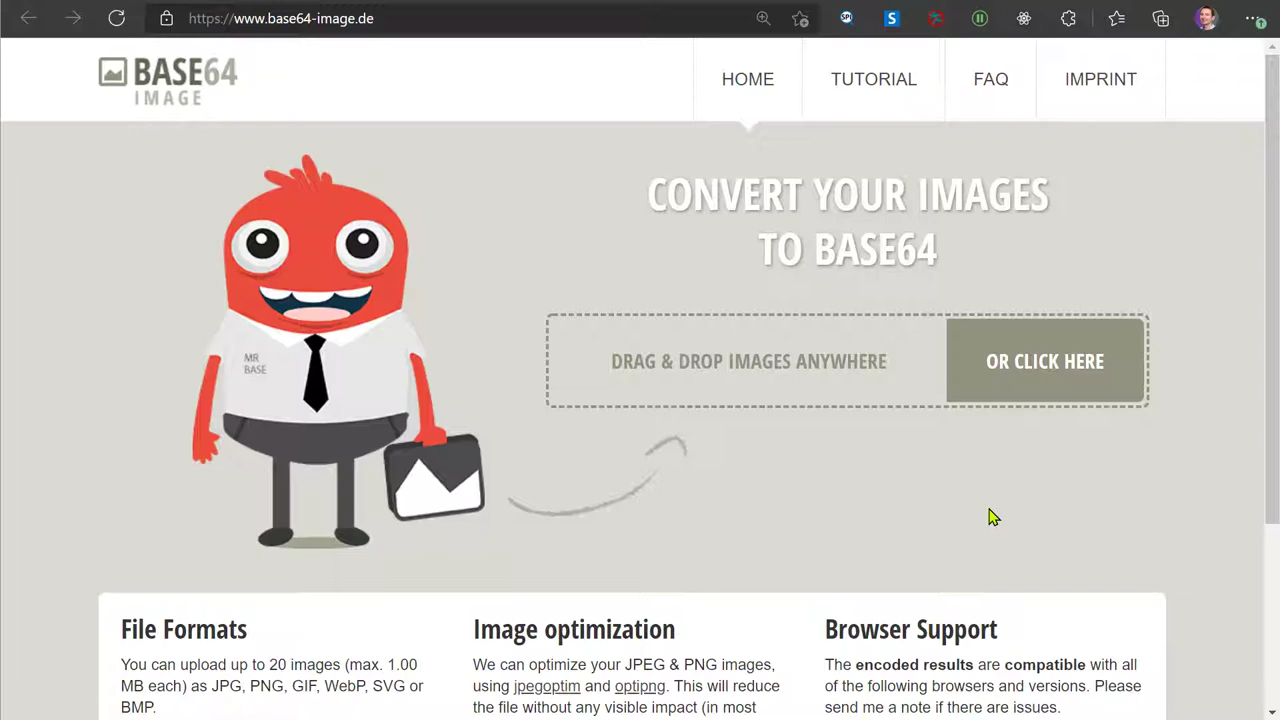 https://www.base64-image.de
BASE64
IMAGE
HOME
TUTORIAL
FAQ
IMPRINT
CONVERT YOUR IMAGES
TO BASE64
MR
BASE
DRAG & DROP IMAGES ANYWHERE
OR CLICK HERE
File Formats
You can upload up to 20 images (max. 1.00
MB each) as JPG, PNG, GIF, WebP, SVG or
BMP.
Image optimization
We can optimize your JPEG & PNG images,
using jpegoptim and optipng. This will reduce
the file without any visible impact (in most
Browser Support
The encoded results are compatible with all
of the following browsers and versions. Please
send me a note if there are issues.